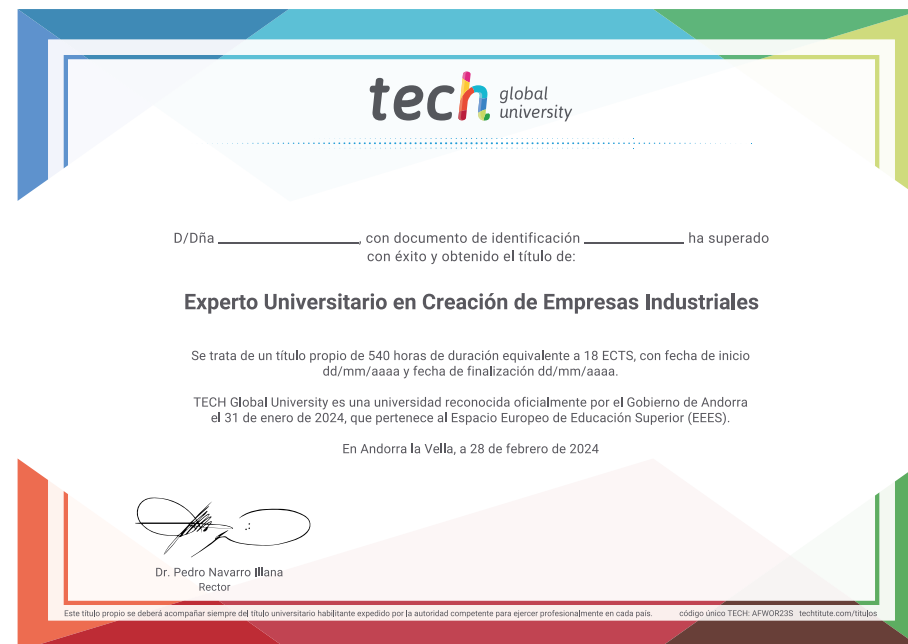 tech global
university
D/Dña ____________________, con documento de identificación ______________ ha superado
con éxito y obtenido el título de:
Experto Universitario en Creación de Empresas Industriales
Se trata de un título propio de 540 horas de duración equivalente a 18 ECTS, con fecha de inicio
dd/mm/aaaa y fecha de finalización dd/mm/aaaa.
TECH Global University es una universidad reconocida oficialmente por el Gobierno de Andorra
el 31 de enero de 2024, que pertenece al Espacio Europeo de Educación Superior (EEES).
En Andorra la Vella, a 28 de febrero de 2024
Dr. Pedro Navarro Illana
Rector
Este título propio se deberá acompañar siempre del título universitario habilitante expedido por la autoridad competente para ejercer profesionalmente en cada país. código único TECH: AFWOR23S techtitute.com/titulos